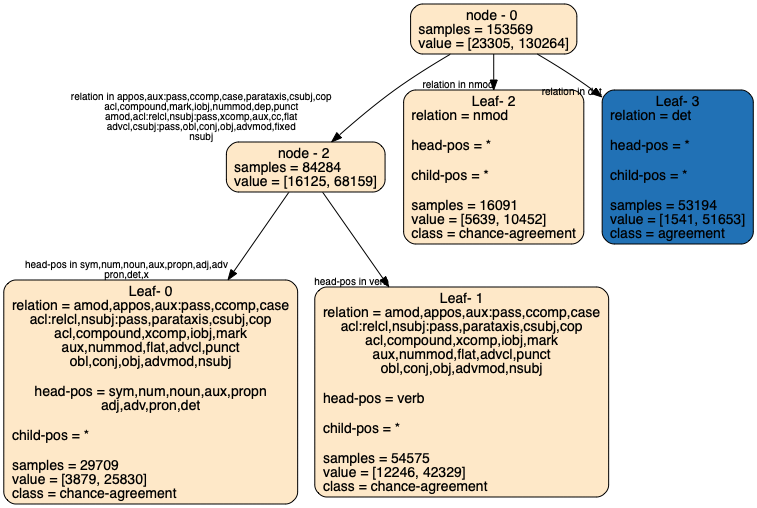 node - 0
samples = 153569
value = [23305, 130264]
relation in appos,aux:pass,ccomp,case,parataxis,csubj,cop
acl,compound,mark,iobj,nummod,dep,punct
amod,acl:relcl,nsubj:pass,xcomp,aux,cc,flat
advcl,csubj:pass,obl,conj,obj,advmod,fixed
nsubj
relation in nmod
relation in det
node - 2
samples = 84284
value = [16125, 68159]
Leaf- 2
relation = nmod
head-pos = *
child-pos = *
samples = 16091
value = [5639, 10452]
class = chance-agreement
Leaf- 3
relation = det
head-pos = *
child-pos = *
samples = 53194
value = [1541, 51653]
class = agreement
head-pos in sym,num,noun,aux,propn,adj,adv
pron,det,x
head-pos in verb
Leaf- 0
relation = amod,appos,aux:pass,ccomp,case
acl:relcl,nsubj:pass,parataxis,csubj,cop
acl,compound,xcomp,iobj,mark
aux,nummod,flat,advcl,punct
obl,conj,obj,advmod,nsubj
head-pos = sym,num,noun,aux,propn
adj,adv,pron,det
child-pos = *
samples = 29709
value = [3879, 25830]
class = chance-agreement
Leaf- 1
relation = amod,appos,aux:pass,ccomp,case
acl:relcl,nsubj:pass,parataxis,csubj,cop
acl,compound,xcomp,iobj,mark
aux,nummod,flat,advcl,punct
obl,conj,obj,advmod,nsubj
head-pos = verb
child-pos = *
samples = 54575
value = [12246, 42329]
class = chance-agreement